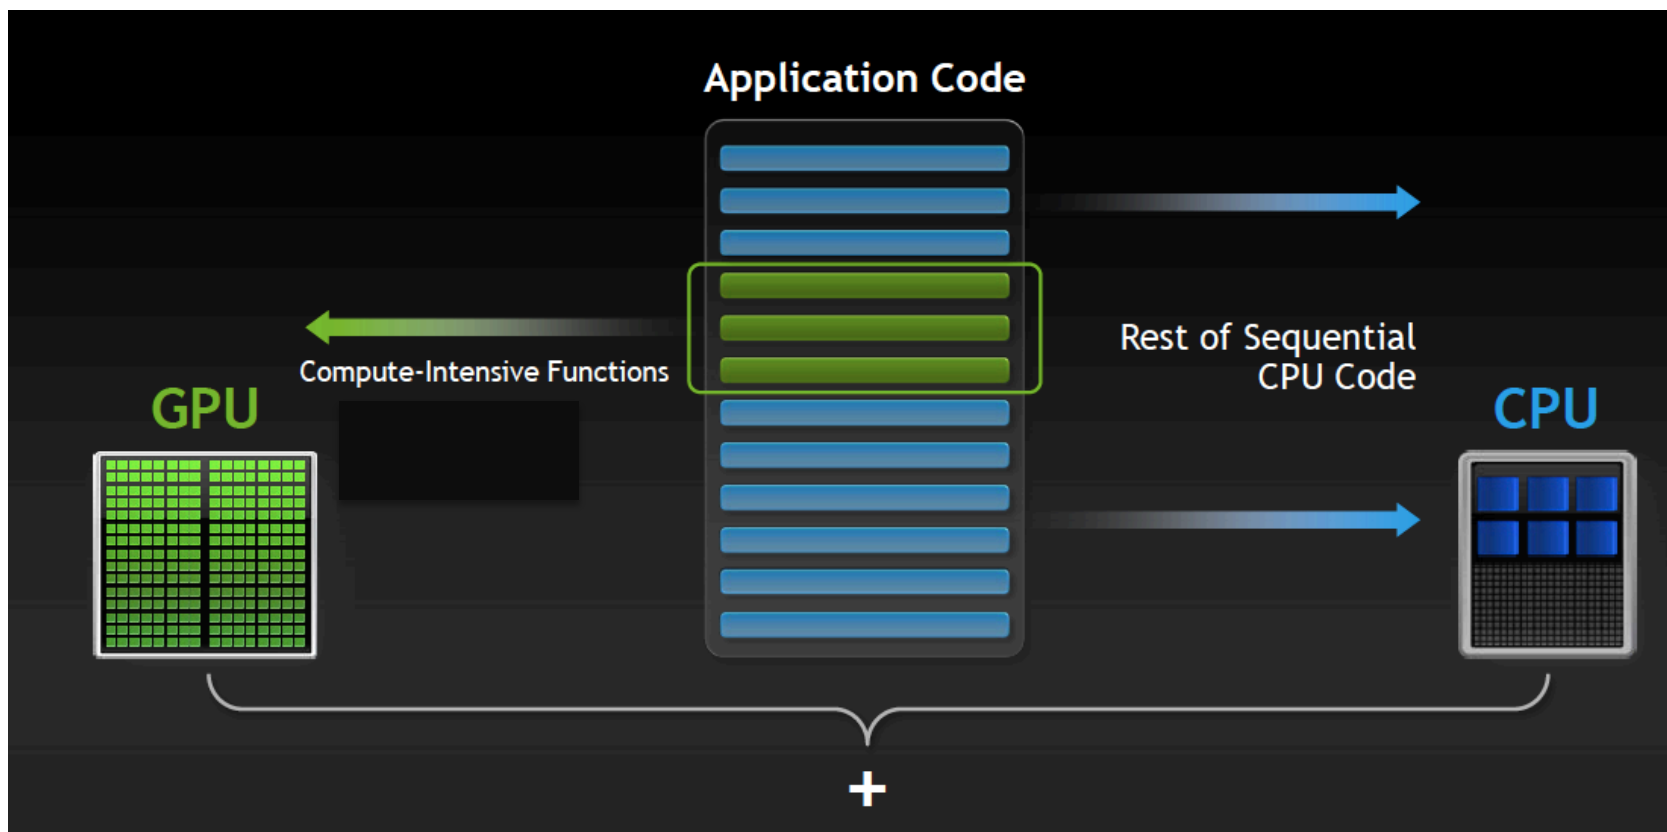 Application Code
Compute-Intensive Functions
GPU
Rest of Sequential
CPU Code
CPU
+